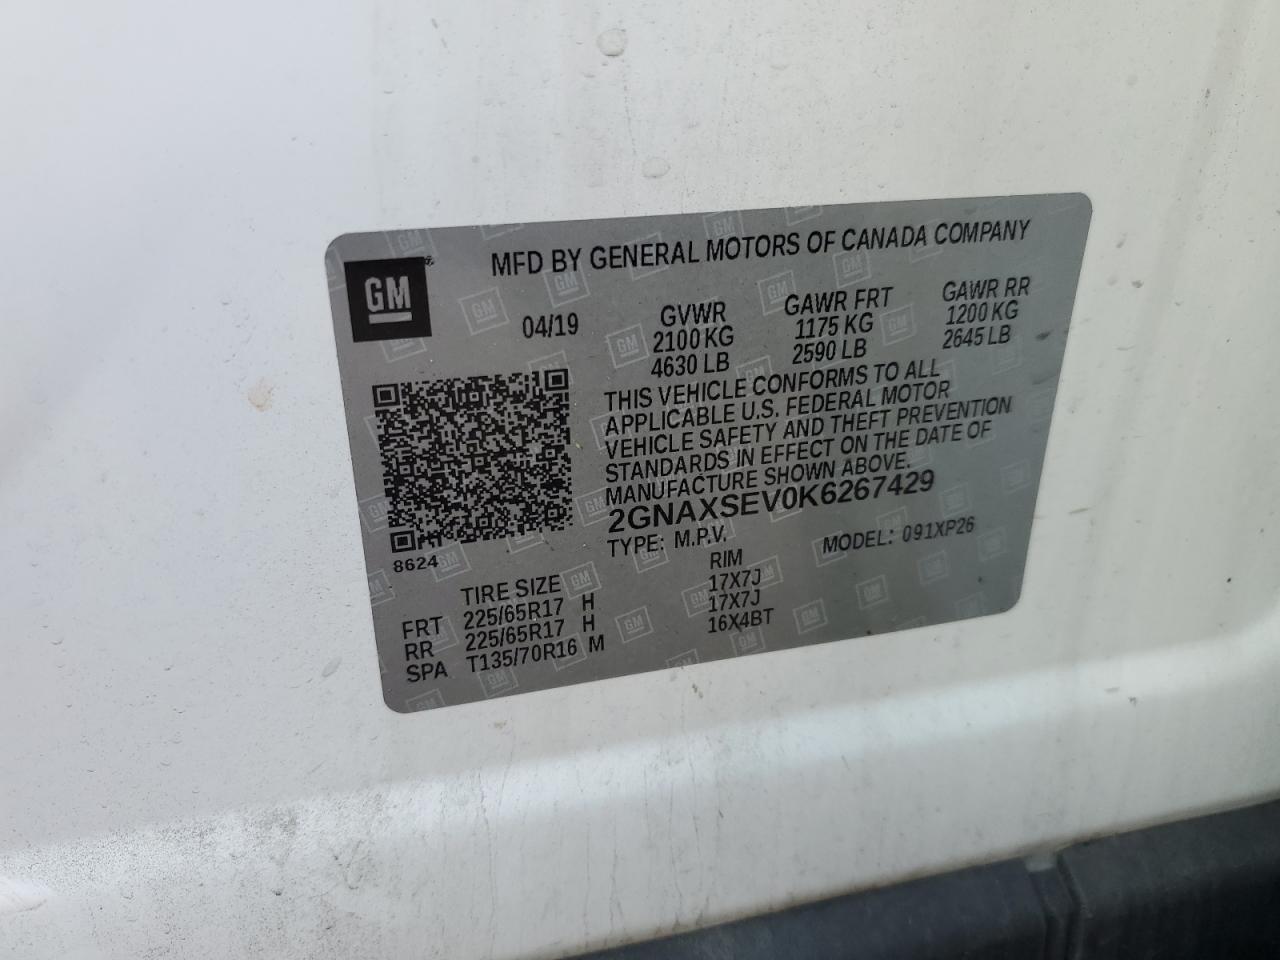 MFD BY GENERAL MOTORS OF CANADA COMPANY
GM
04/19
GVWR
2100 KG
4630 LB
GAWR FRT
1175 KG
2590 LB
GAWR RR
1200 KG
2645 LB
THIS VEHICLE CONFORMS TO ALL
APPLICABLE U.S. FEDERAL MOTOR
VEHICLE SAFETY AND THEFT PREVENTION
STANDARDS IN EFFECT ON THE DATE OF
MANUFACTURE SHOWN ABOVE.
2GNAXSEV0K6267429
TYPE: M.P.V. MODEL: 091XP26
8624
TIRE SIZE RIM
FRT 225/65R17 H 17X7J
RR 225/65R17 H 17X7J
SPA T135/70R16 M 16X4BT